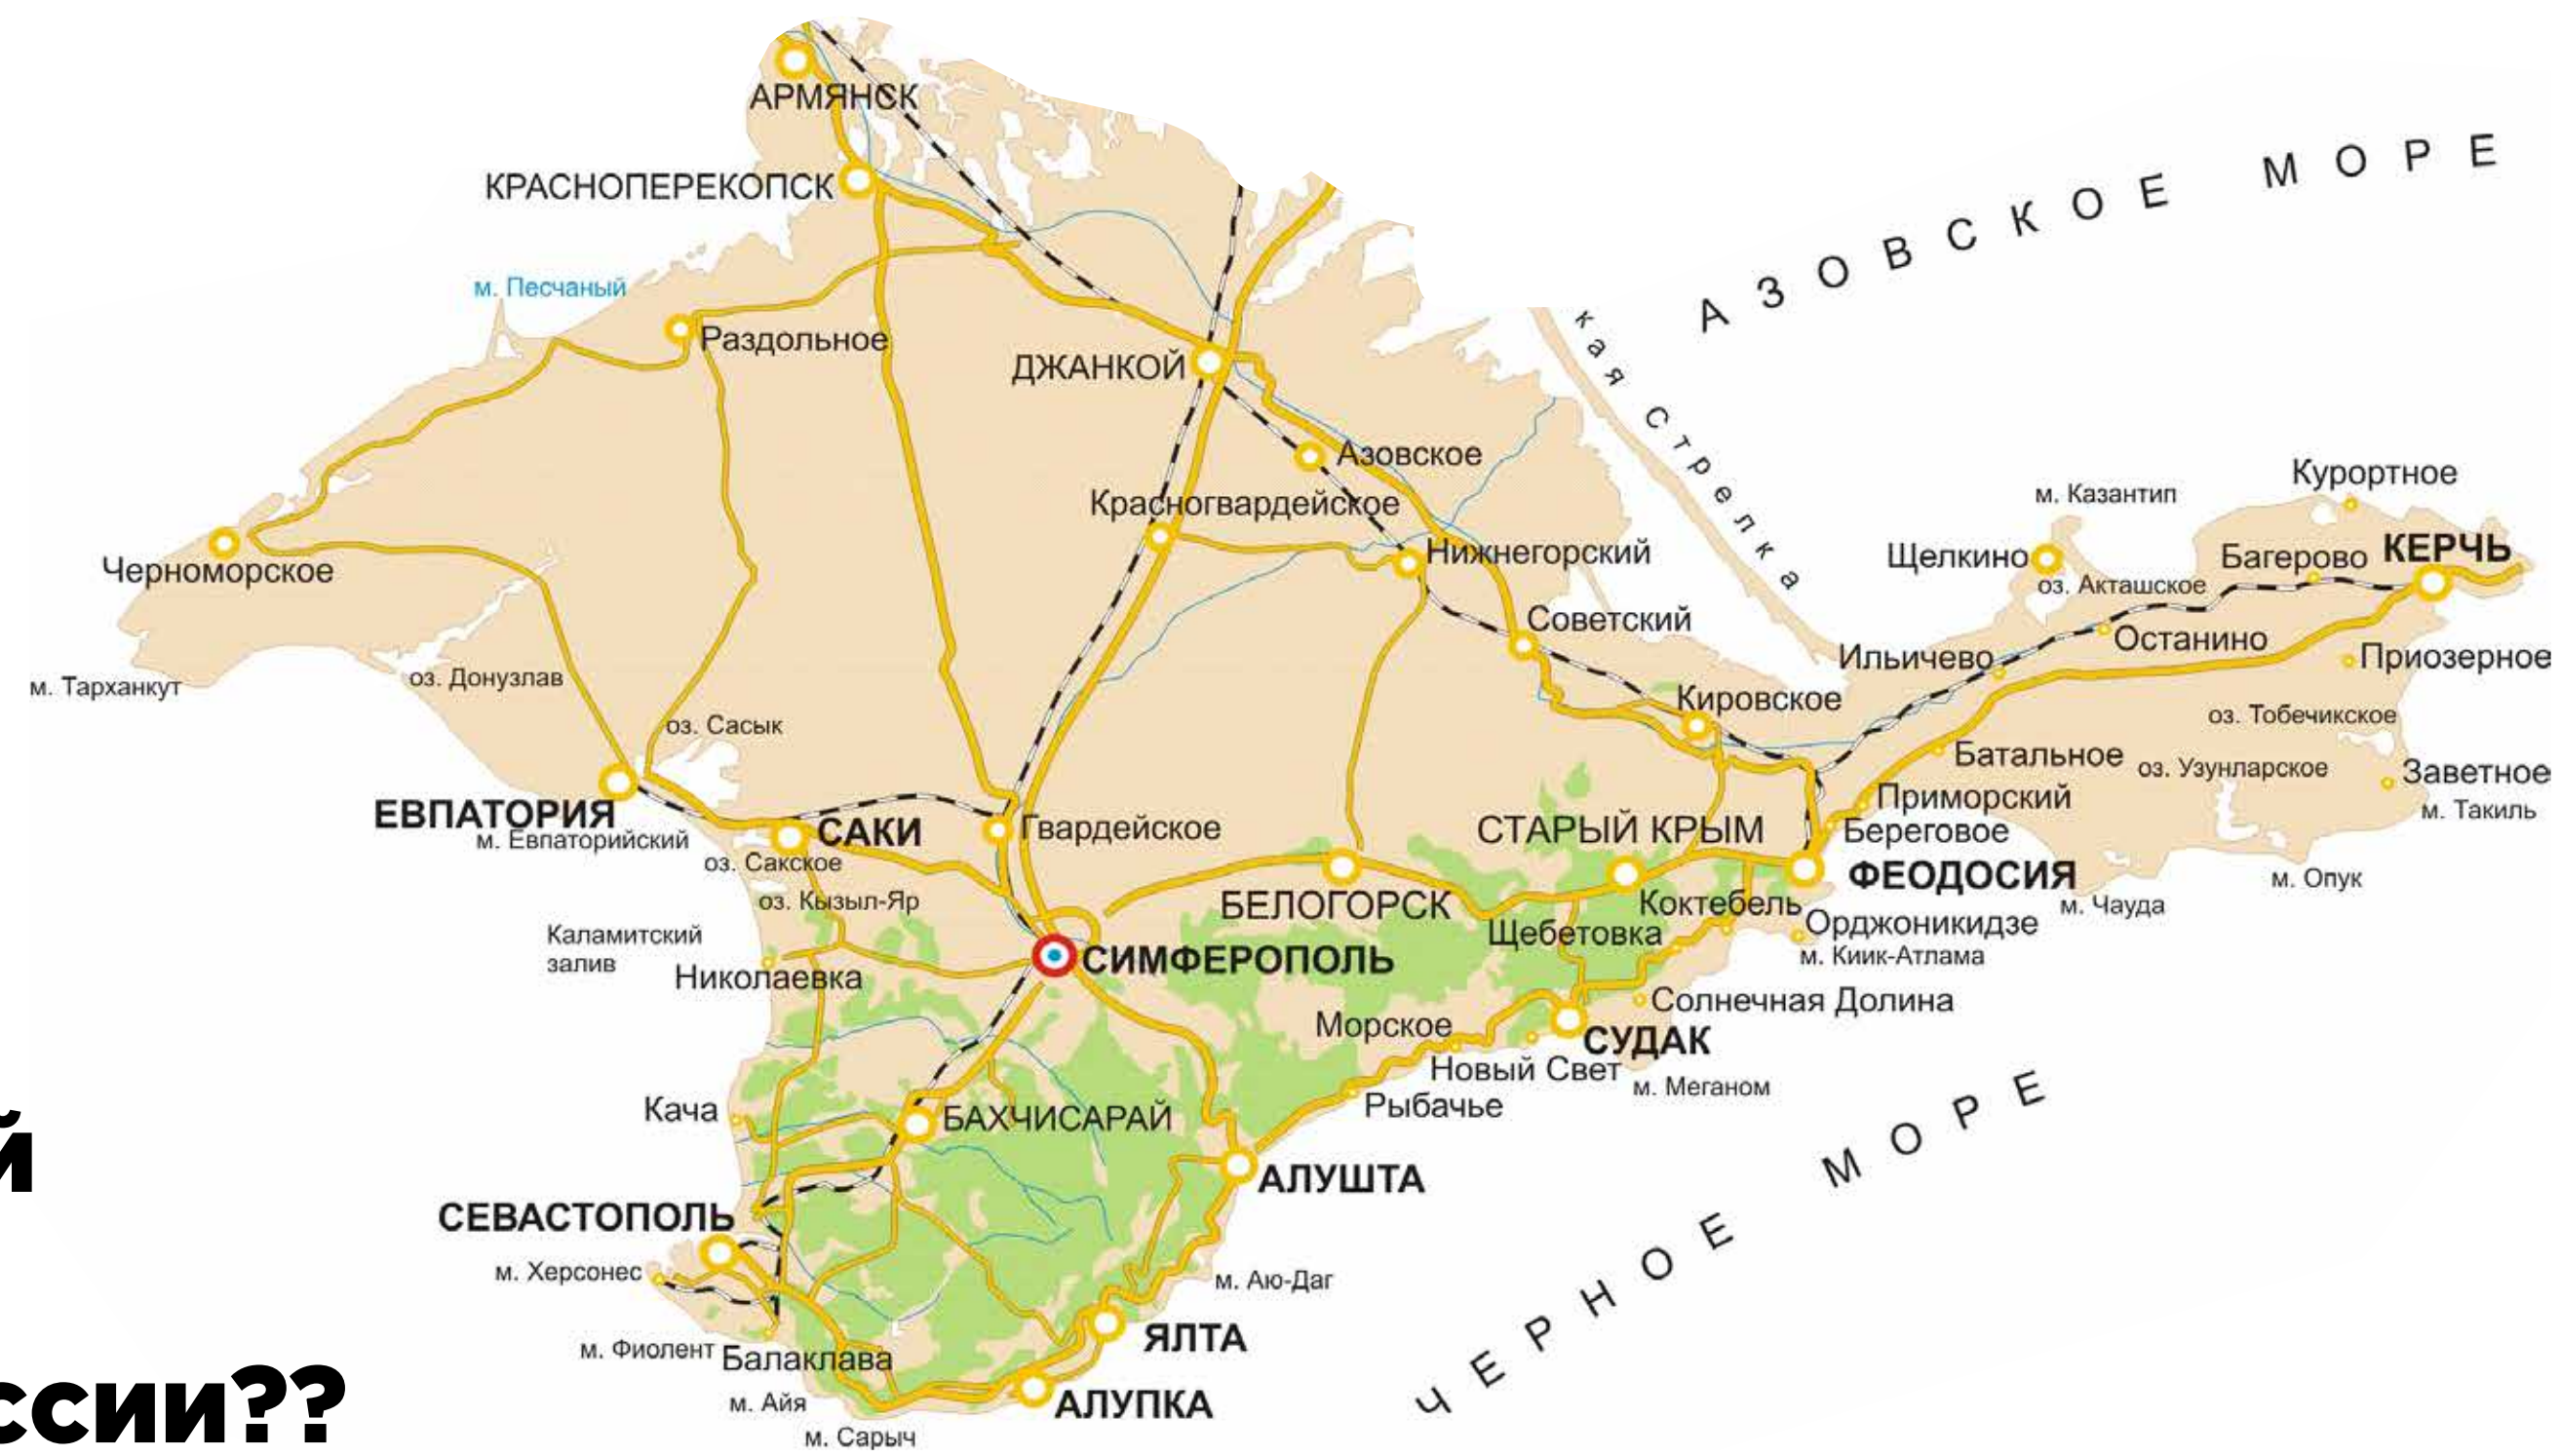 АРМЯНСК
КРАСНОПЕРЕКОПСК
АЗОВСКОЕ МОРЕ
м. Песчаный
Раздольное
кая Стрелка
ДЖАНКОЙ
Азовское
Курортное
м. Казантип
Красногвардейское
Черноморское
Нижнегорский
Щелкино
Багерово
КЕРЧЬ
оз. Акташское
Советский
Останино
Ильичево
Приозерное
м. Тарханкут
оз. Донузлав
Кировское
оз. Тобечикское
оз. Сасык
Батальное
оз. Узунларское
Заветное
Приморский
м. Такиль
ЕВПАТОРИЯ
м. Евпаторийский
САКИ
Гвардейское
СТАРЫЙ КРЫМ
Береговое
оз. Сакское
ФЕОДОСИЯ
м. Опук
оз. Кызыл-Яр
БЕЛОГОРСК
Коктебель
м. Чауда
Каламитский
залив
Щебетовка
Орджоникидзе
м. Киик-Атлама
Николаевка
СИМФЕРОПОЛЬ
Солнечная Долина
Морское
СУДАК
Новый Свет
м. Меганом
Рыбачье
Кача
БАХЧИСАРАЙ
й
АЛУШТА
СЕВАСТОПОЛЬ
м. Херсонес
м. Аю-Даг
ЧЕРНОЕ МОРЕ
ЯЛТА
м. Фиолент
Балаклава
м. Айя
АЛУПКА
ссии??
м. Сарыч